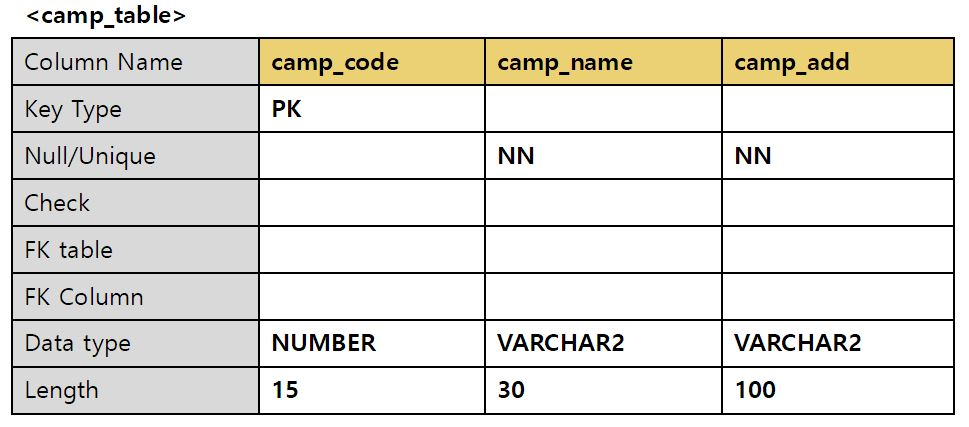 <camp_table>
Column Name camp_code camp_name camp_add
Key Type PK
Null/Unique NN NN
Check
FK table
FK Column
Data type NUMBER VARCHAR2 VARCHAR2
Length 15 30 100